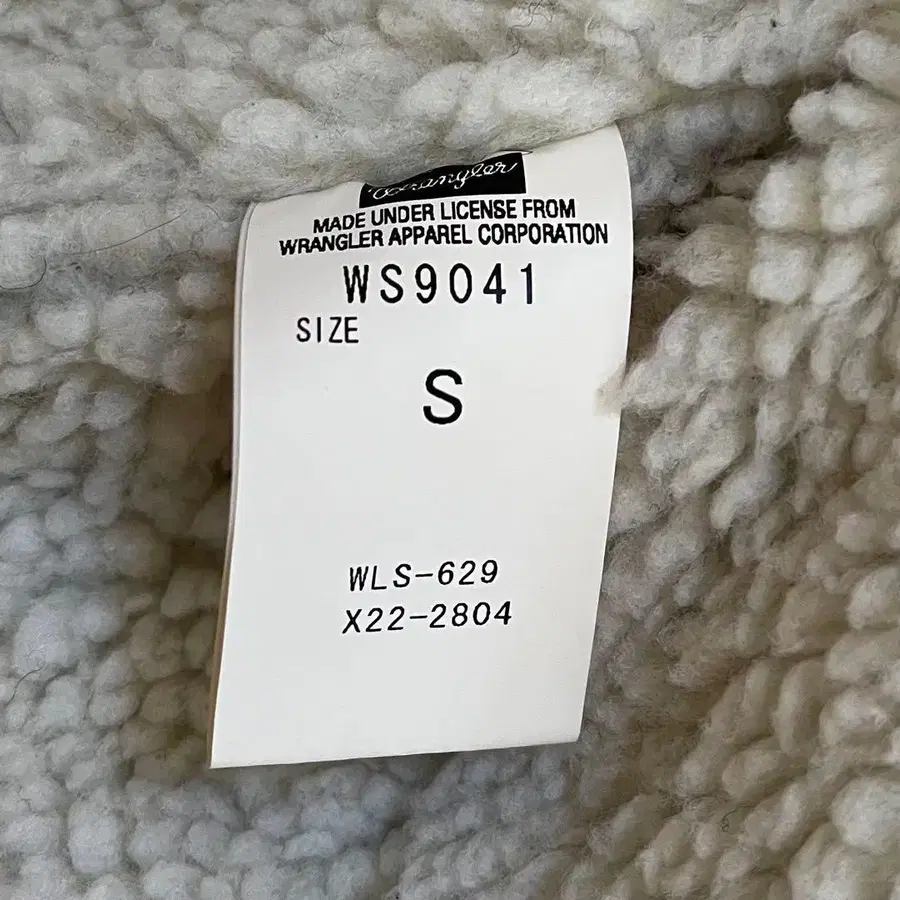 Wrangler
MADE UNDER LICENSE FROM
WRANGLER APPAREL CORPORATION
WS9041
SIZE
S
WLS-629
X22-2804